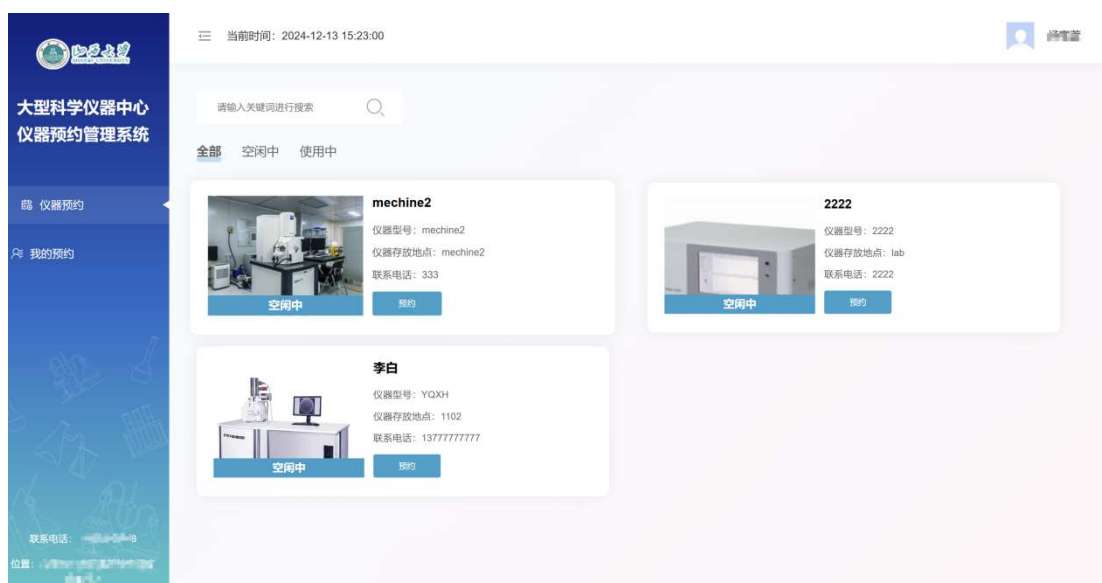 山西大学
SHANXI UNIVERSITY
大型科学仪器中心
仪器预约管理系统
仪器预约
我的预约
联系电话：
位置：
当前时间：2024-12-13 15:23:00
请输入关键词进行搜索
全部 空闲中 使用中
mechine2
仪器型号：mechine2
仪器存放地点：mechine2
联系电话：333
预约
空闲中
2222
仪器型号：2222
仪器存放地点：lab
联系电话：2222
预约
空闲中
李白
仪器型号：YQXH
仪器存放地点：1102
联系电话：13777777777
预约
空闲中